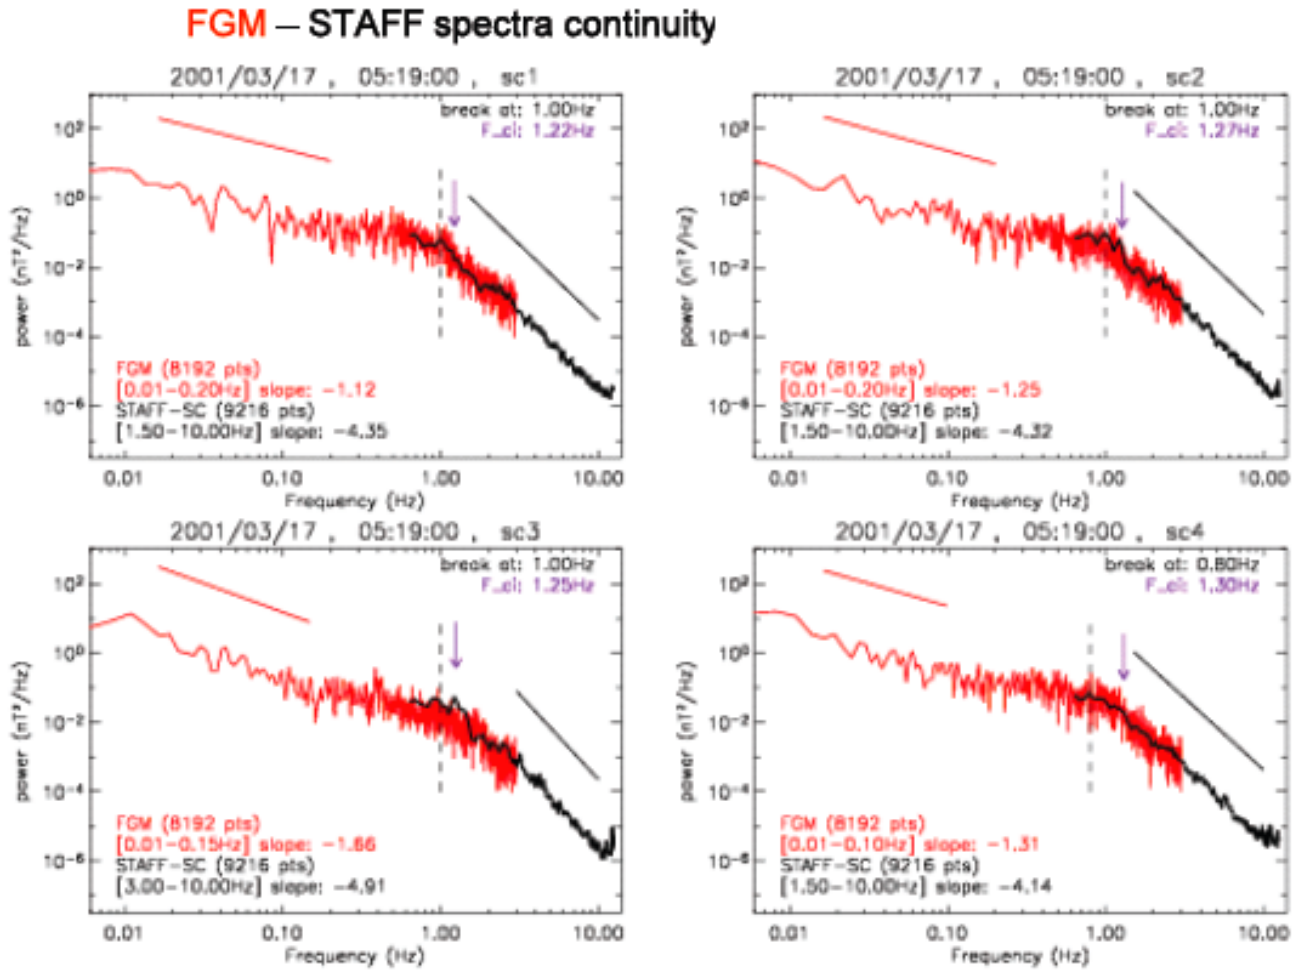 FGM – STAFF spectra continuity
2001/03/17 , 05:19:00 , sc1
break at: 1.00Hz
F_ci: 1.22Hz
10²
10⁰
10⁻²
10⁻⁴
10⁻⁶
power (nT²/Hz)
FGM (8192 pts)
[0.01–0.20Hz] slope: –1.12
STAFF–SC (9216 pts)
[1.50–10.00Hz] slope: –4.35
0.01 0.10 1.00 10.00
Frequency (Hz)
2001/03/17 , 05:19:00 , sc2
break at: 1.00Hz
F_ci: 1.27Hz
10²
10⁰
10⁻²
10⁻⁴
10⁻⁶
power (nT²/Hz)
FGM (8192 pts)
[0.01–0.20Hz] slope: –1.25
STAFF–SC (9216 pts)
[1.50–10.00Hz] slope: –4.32
0.01 0.10 1.00 10.00
Frequency (Hz)
2001/03/17 , 05:19:00 , sc3
break at: 1.00Hz
F_ci: 1.25Hz
10²
10⁰
10⁻²
10⁻⁴
10⁻⁶
power (nT²/Hz)
FGM (8192 pts)
[0.01–0.15Hz] slope: –1.66
STAFF–SC (9216 pts)
[3.00–10.00Hz] slope: –4.91
0.01 0.10 1.00 10.00
Frequency (Hz)
2001/03/17 , 05:19:00 , sc4
break at: 0.80Hz
F_ci: 1.30Hz
10²
10⁰
10⁻²
10⁻⁴
10⁻⁶
power (nT²/Hz)
FGM (8192 pts)
[0.01–0.10Hz] slope: –1.31
STAFF–SC (9216 pts)
[1.50–10.00Hz] slope: –4.14
0.01 0.10 1.00 10.00
Frequency (Hz)